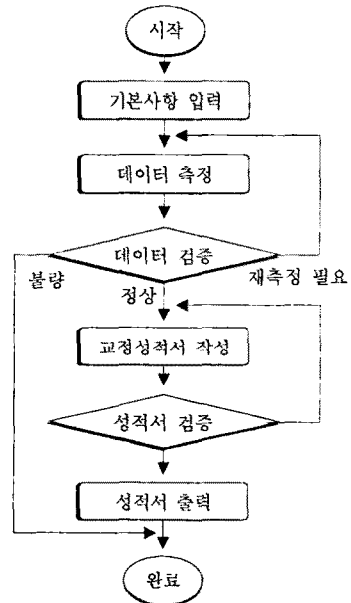 시작
기본사항 입력
데이터 측정
데이터 검증
불량
정상
재측정 필요
교정성적서 작성
성적서 검증
성적서 출력
완료